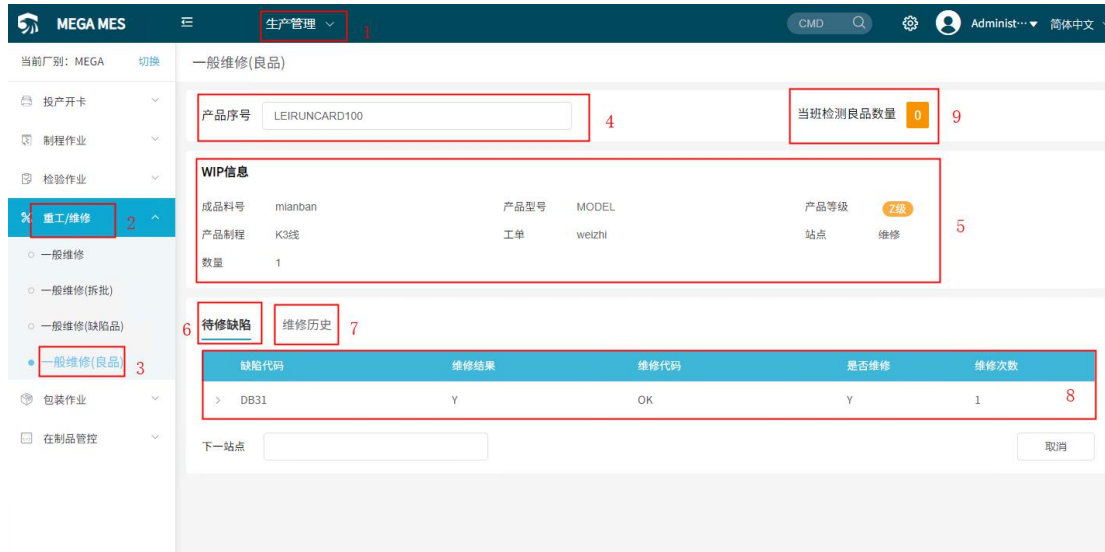 MEGA MES 生产管理 1 CMD Administ··· 简体中文
当前厂别：MEGA 切换 一般维修(良品)
投产开卡
产品序号 LEIRUNCARD100 4 当班检测良品数量 0 9
制程作业
检验作业
WIP信息
成品料号 mianban 产品型号 MODEL 产品等级 Z级
重工/维修 2
产品制程 K3线 工单 weizhi 站点 维修 5
一般维修
数量 1
一般维修(拆批)
一般维修(缺陷品)
6 待修缺陷 维修历史 7
一般维修(良品) 3
缺陷代码 维修结果 维修代码 是否维修 维修次数
包装作业
DB31 Y OK Y 1 8
在制品管控
下一站点 取消